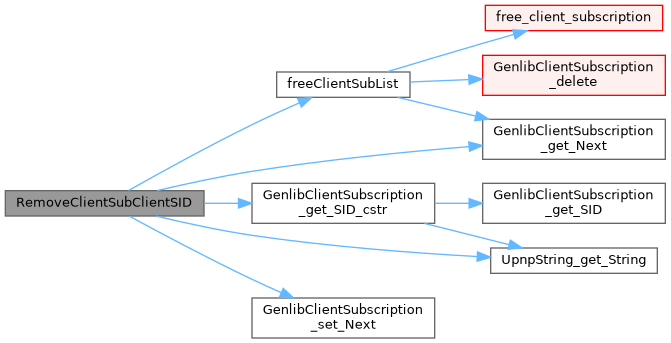 free_client_subscription
freeClientSubList
GenlibClientSubscription
_delete
GenlibClientSubscription
_get_Next
RemoveClientSubClientSID
GenlibClientSubscription
_get_SID_cstr
GenlibClientSubscription
_get_SID
UpnpString_get_String
GenlibClientSubscription
_set_Next